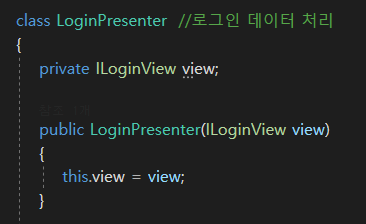 class LoginPresenter //로그인 데이터 처리
{
private ILoginView view;
public LoginPresenter(ILoginView view)
{
this.view = view;
}